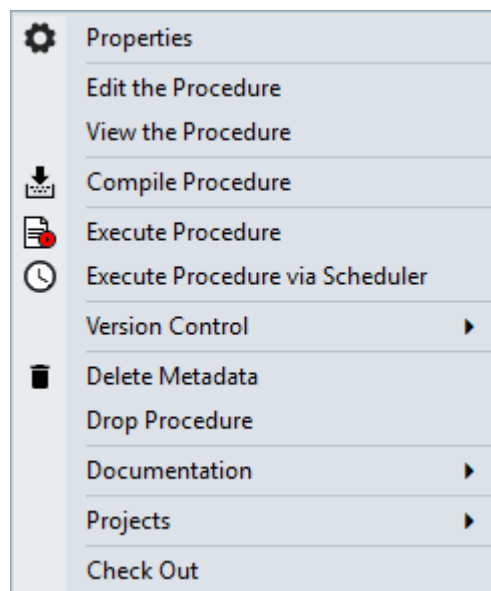 Properties
Edit the Procedure
View the Procedure
Compile Procedure
Execute Procedure
Execute Procedure via Scheduler
Version Control
Delete Metadata
Drop Procedure
Documentation
Projects
Check Out